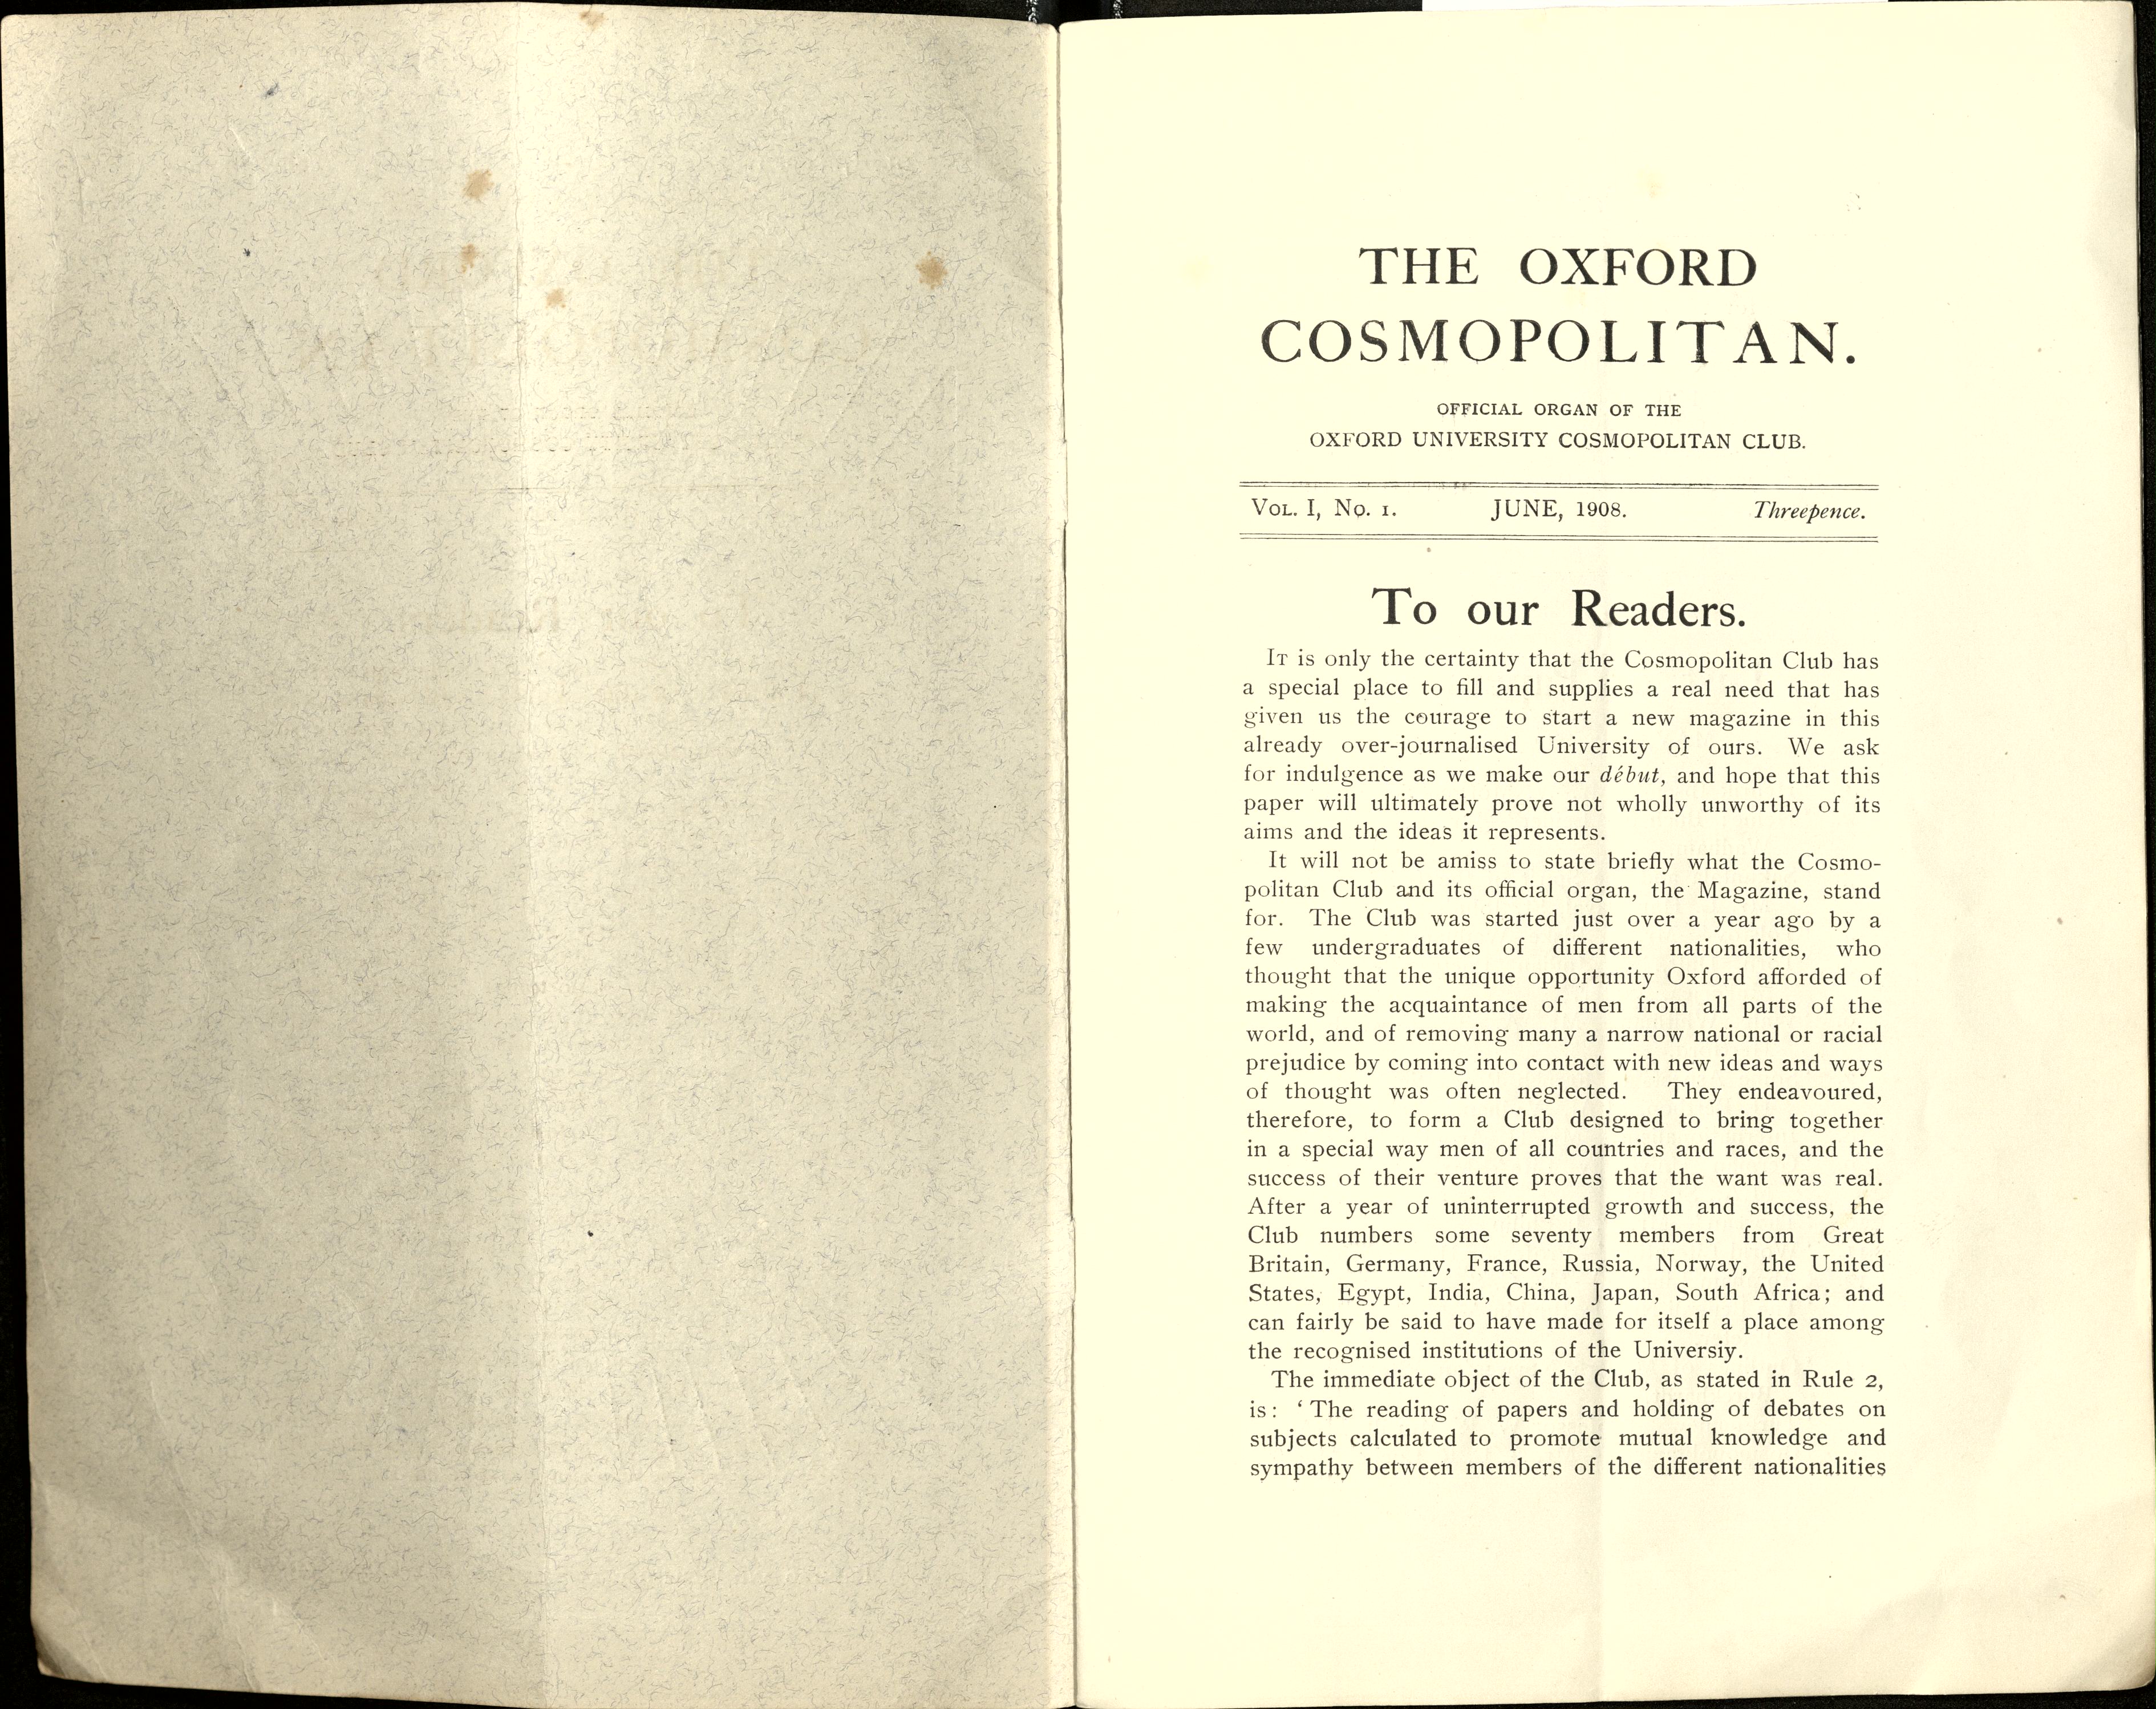 THE OXFORD
COSMOPOLITAN.
OFFICIAL ORGAN OF THE
OXFORD UNIVERSITY COSMOPOLITAN CLUB.
VOL. I, No. 1. JUNE, 1908. Threepence.
To our Readers.
IT is only the certainty that the Cosmopolitan Club has
a special place to fill and supplies a real need that has
given us the courage to start a new magazine in this
already over-journalised University of ours. We ask
for indulgence as we make our début, and hope that this
paper will ultimately prove not wholly unworthy of its
aims and the ideas it represents.
It will not be amiss to state briefly what the Cosmo-
politan Club and its official organ, the Magazine, stand
for. The Club was started just over a year ago by a
few undergraduates of different nationalities, who
thought that the unique opportunity Oxford afforded of
making the acquaintance of men from all parts of the
world, and of removing many a narrow national or racial
prejudice by coming into contact with new ideas and ways
of thought was often neglected. They endeavoured,
therefore, to form a Club designed to bring together
in a special way men of all countries and races, and the
success of their venture proves that the want was real.
After a year of uninterrupted growth and success, the
Club numbers some seventy members from Great
Britain, Germany, France, Russia, Norway, the United
States, Egypt, India, China, Japan, South Africa; and
can fairly be said to have made for itself a place among
the recognised institutions of the Universiy.
The immediate object of the Club, as stated in Rule 2,
is: ‘The reading of papers and holding of debates on
subjects calculated to promote mutual knowledge and
sympathy between members of the different nationalities